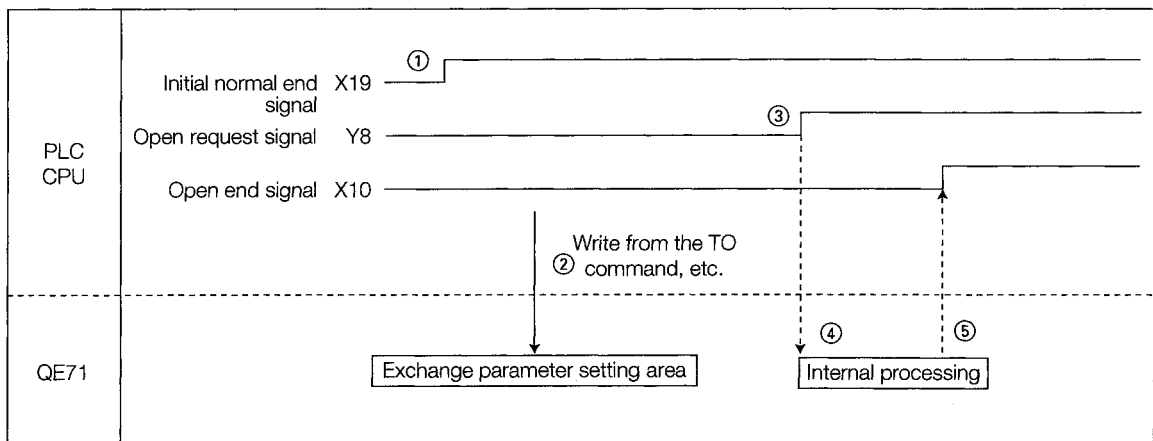 ①
Initial normal end X19
signal
③
Open request signal Y8
PLC
CPU
Open end signal X10
Write from the TO
② command, etc.
④ ⑤
QE71
Exchange parameter setting area
Internal processing